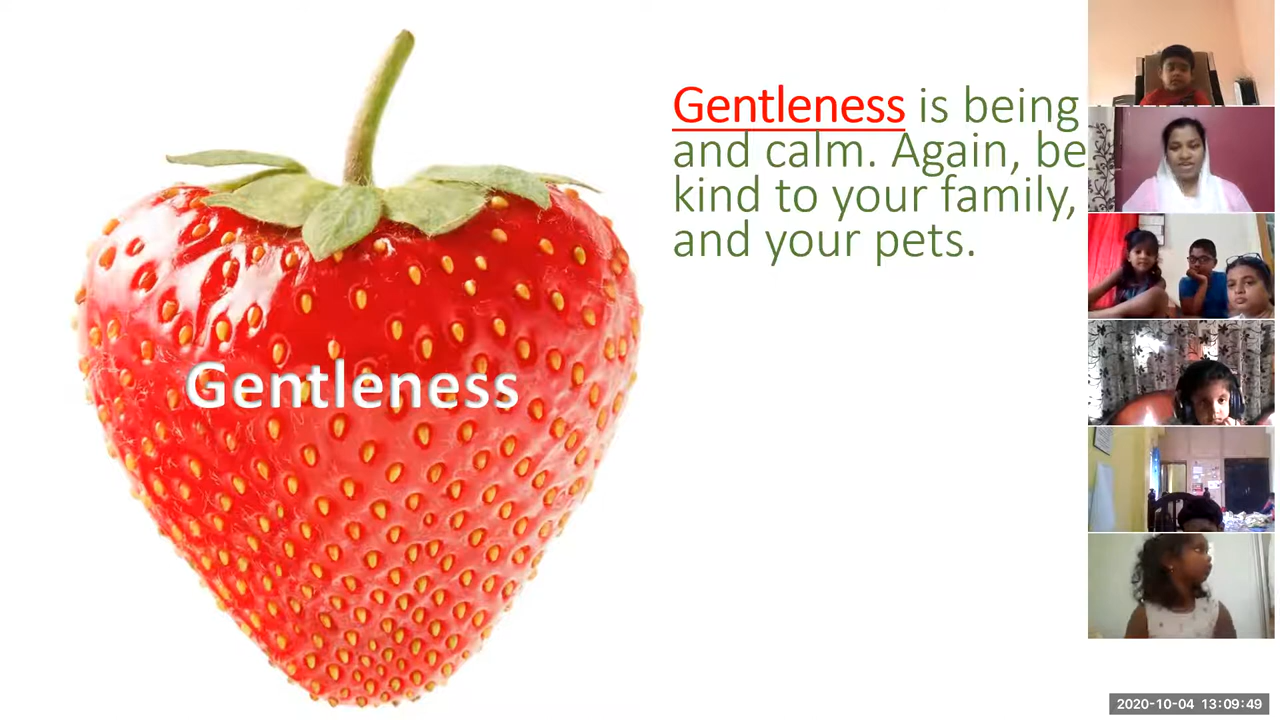 Gentleness is being
and calm. Again, be
kind to your family,
and your pets.
Gentleness
2020-10-04 13:09:49